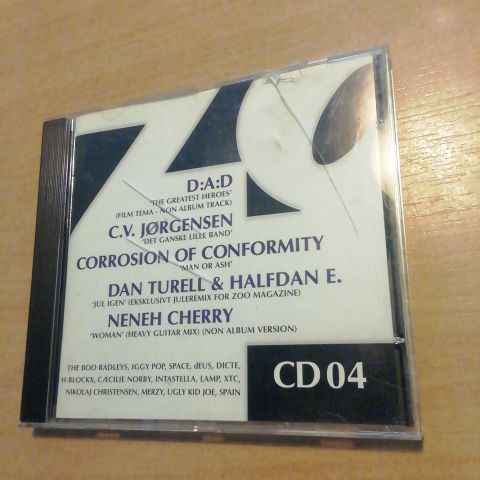 ZO
D:A:D
'THE GREATEST HEROES'
(FILM TEMA - NON ALBUM TRACK)
C.V. JØRGENSEN
'DET GANSKE LILLE BAND'
CORROSION OF CONFORMITY
'MAN OR ASH'
DAN TURELL & HALFDAN E.
'JUL IGEN' (EKSKLUSIVT JULEREMIX FOR ZOO MAGAZINE)
NENEH CHERRY
'WOMAN' (HEAVY GUITAR MIX) (NON ALBUM VERSION)
THE BOO RADLEYS, IGGY POP, SPACE, dEUS, DICTE,
H-BLOCKX, CÆCILIE NORBY, INTASTELLA, LAMP, XTC,
NIKOLAJ CHRISTENSEN, MERZY, UGLY KID JOE, SPAIN
CD 04